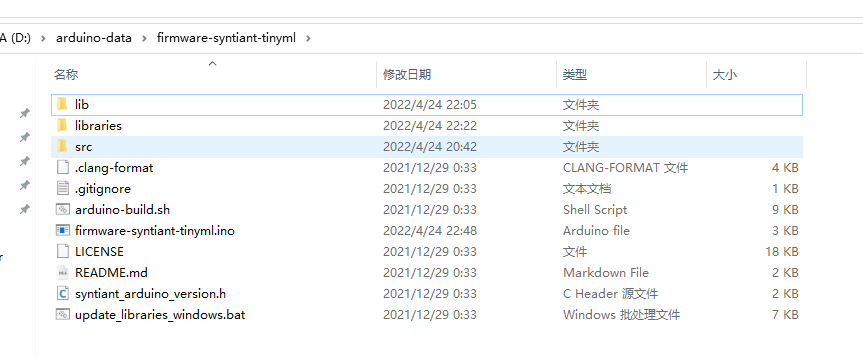 A (D:) > arduino-data > firmware-syntiant-tinyml >
名称 修改日期 类型 大小
lib 2022/4/24 22:05 文件夹
libraries 2022/4/24 22:22 文件夹
src 2022/4/24 20:42 文件夹
.clang-format 2021/12/29 0:33 CLANG-FORMAT 文件 4 KB
.gitignore 2021/12/29 0:33 文本文档 1 KB
arduino-build.sh 2021/12/29 0:33 Shell Script 9 KB
firmware-syntiant-tinyml.ino 2022/4/24 22:48 Arduino file 3 KB
LICENSE 2021/12/29 0:33 文件 18 KB
README.md 2021/12/29 0:33 Markdown File 2 KB
syntiant_arduino_version.h 2021/12/29 0:33 C Header 源文件 2 KB
update_libraries_windows.bat 2021/12/29 0:33 Windows 批处理文件 7 KB